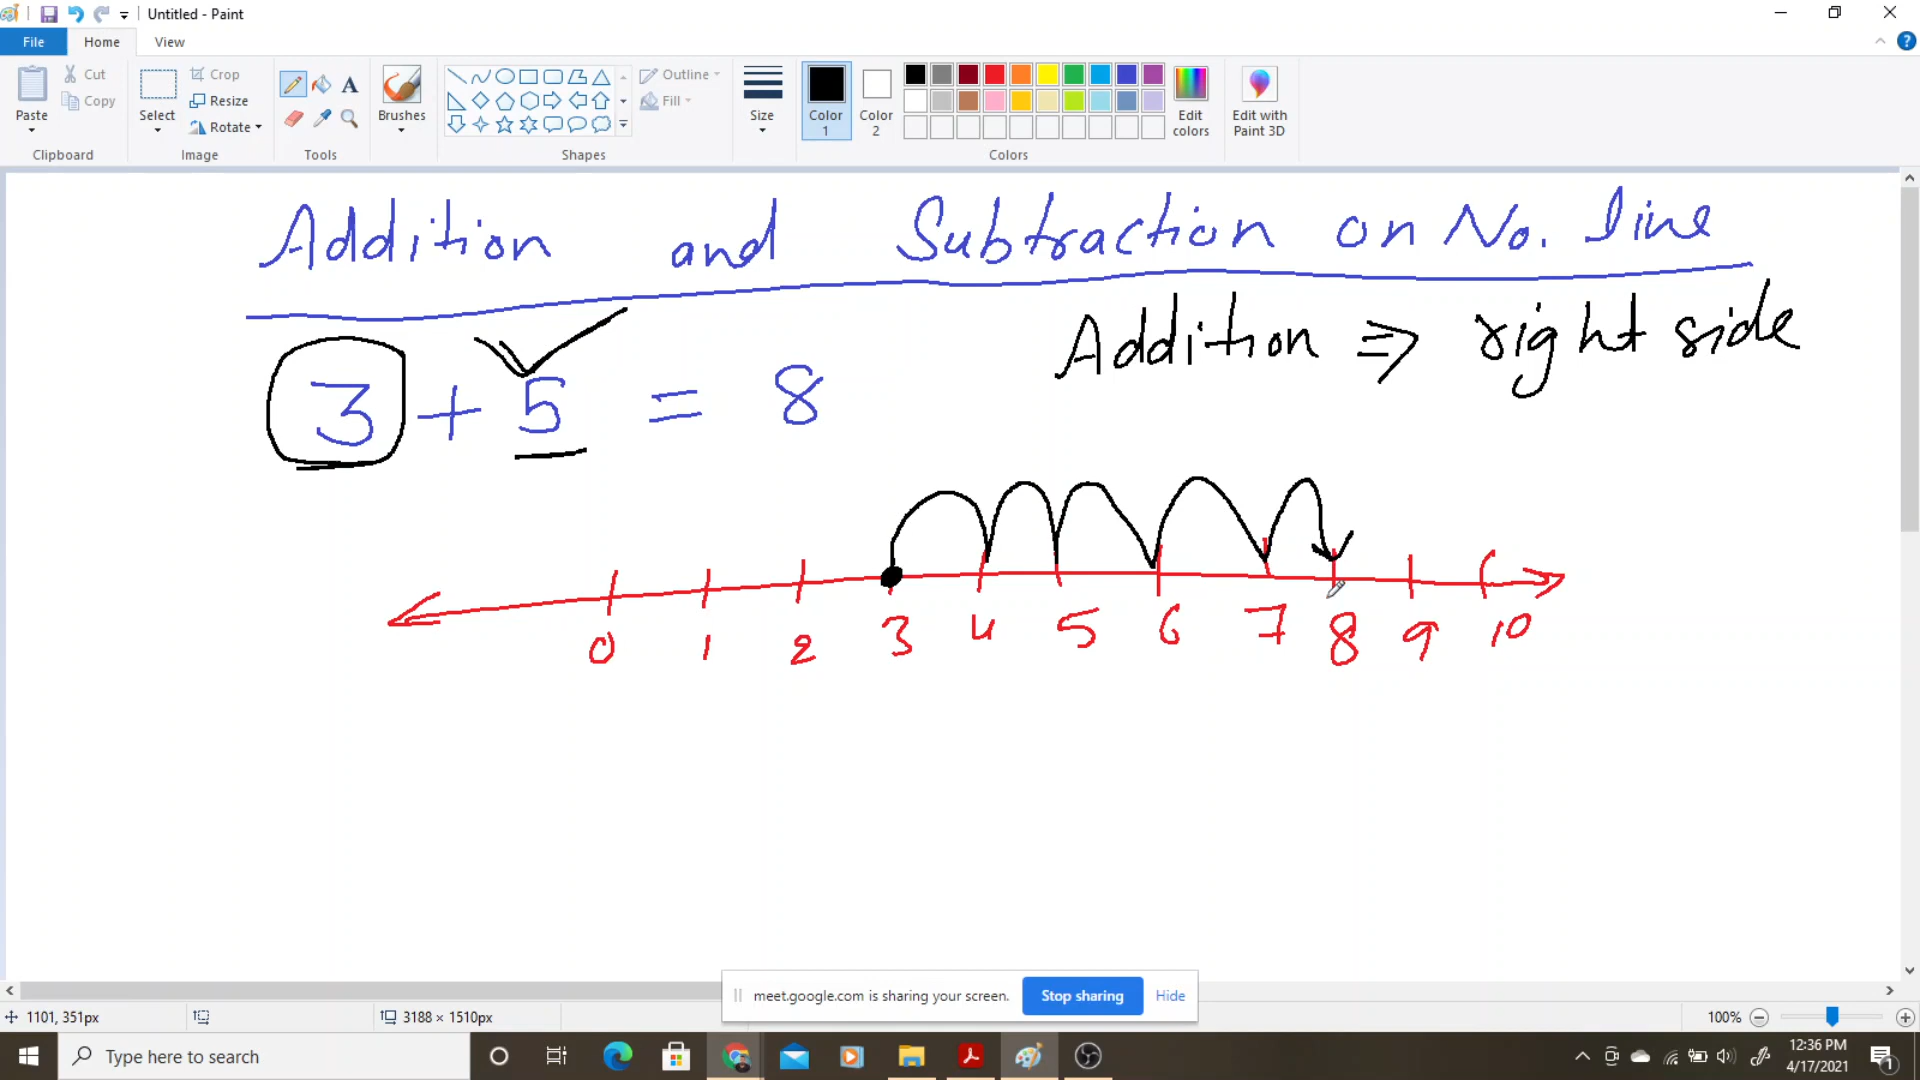 Untitled - Paint
File Home View
Paste Cut Copy Clipboard
Select Crop Resize Rotate Image
Tools
Brushes
Outline Fill Shapes
Size
Color 1 Color 2 Edit colors Colors
Edit with Paint 3D
Addition and Subtraction on No. line
Addition ⇒ right side
3 + 5 = 8
0 1 2 3 4 5 6 7 8 9 10
meet.google.com is sharing your screen. Stop sharing Hide
1101, 351px 3188 × 1510px 100%
Type here to search
12:36 PM
4/17/2021
1